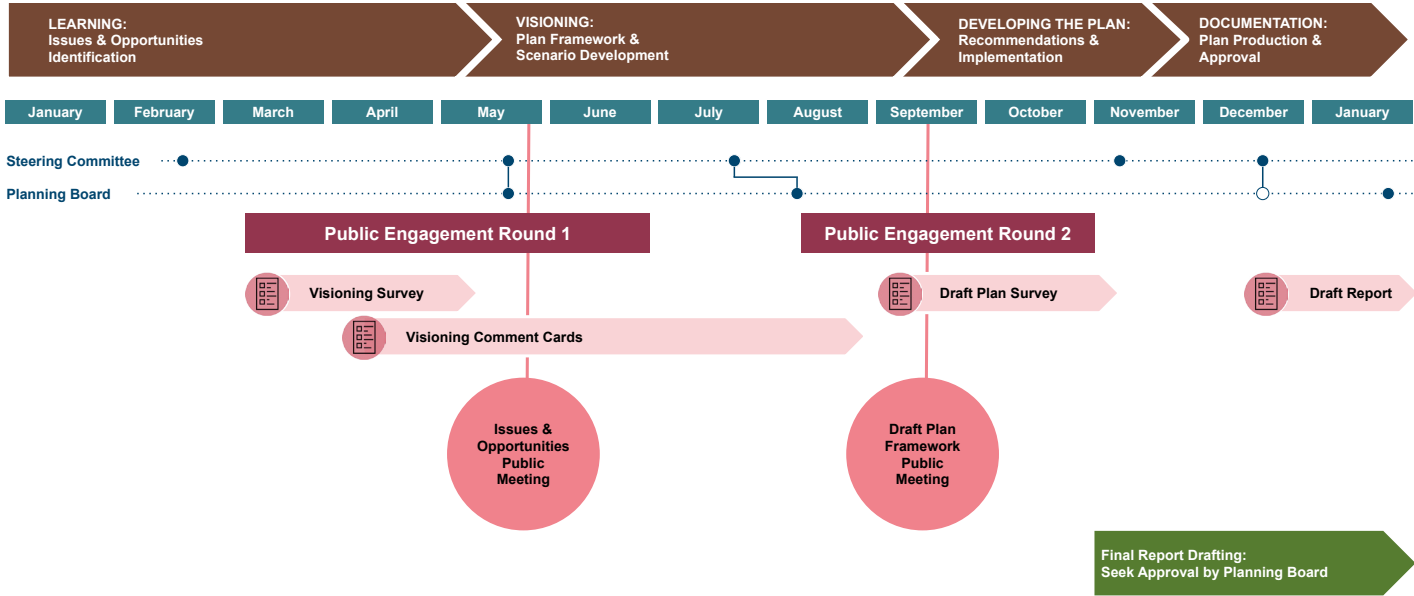 LEARNING:
Issues & Opportunities
Identification
VISIONING:
Plan Framework &
Scenario Development
DEVELOPING THE PLAN:
Recommendations &
Implementation
DOCUMENTATION:
Plan Production &
Approval
January
February
March
April
May
June
July
August
September
October
November
December
January
Steering Committee
Planning Board
Public Engagement Round 1
Public Engagement Round 2
Visioning Survey
Draft Plan Survey
Draft Report
Visioning Comment Cards
Issues &
Opportunities
Public
Meeting
Draft Plan
Framework
Public
Meeting
Final Report Drafting:
Seek Approval by Planning Board